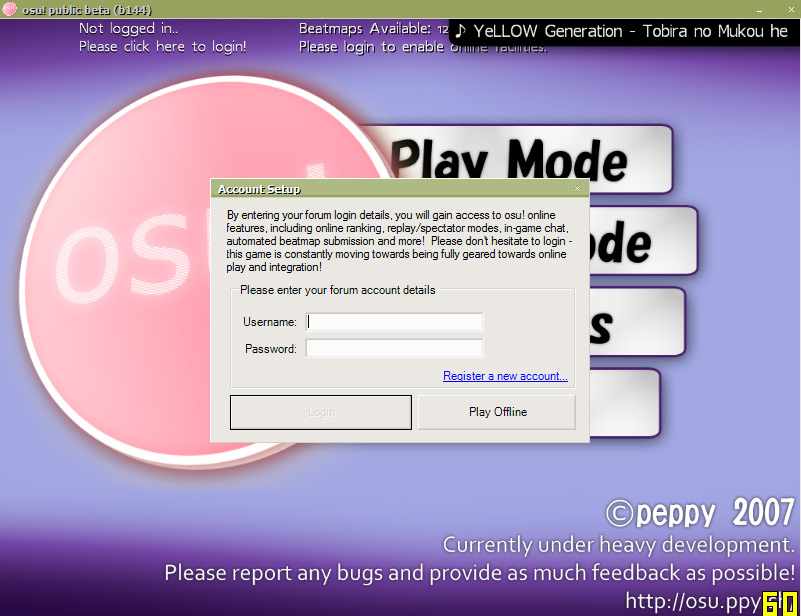 osu! public beta (b144)
Not logged in..
Please click here to login!
Beatmaps Available: 12
Please login to enable online facilities.
♪ YeLLOW Generation - Tobira no Mukou he
osu!
Play Mode
ode
s
Account Setup
By entering your forum login details, you will gain access to osu! online
features, including online ranking, replay/spectator modes, in-game chat,
automated beatmap submission and more! Please don't hesitate to login -
this game is constantly moving towards being fully geared towards online
play and integration!
Please enter your forum account details
Username:
Password:
Register a new account...
Login
Play Offline
©peppy 2007
Currently under heavy development.
Please report any bugs and provide as much feedback as possible!
http://osu.ppy
60